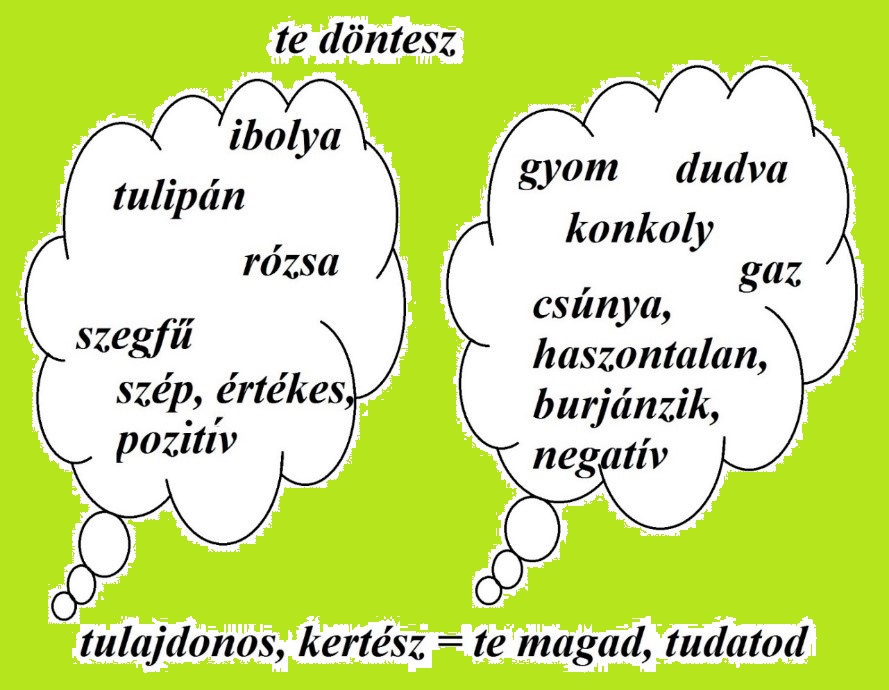 te döntesz
ibolya
tulipán
rózsa
szegfű
szép, értékes,
pozitív
gyom dudva
konkoly
gaz
csúnya,
haszontalan,
burjánzik,
negatív
tulajdonos, kertész = te magad, tudatod